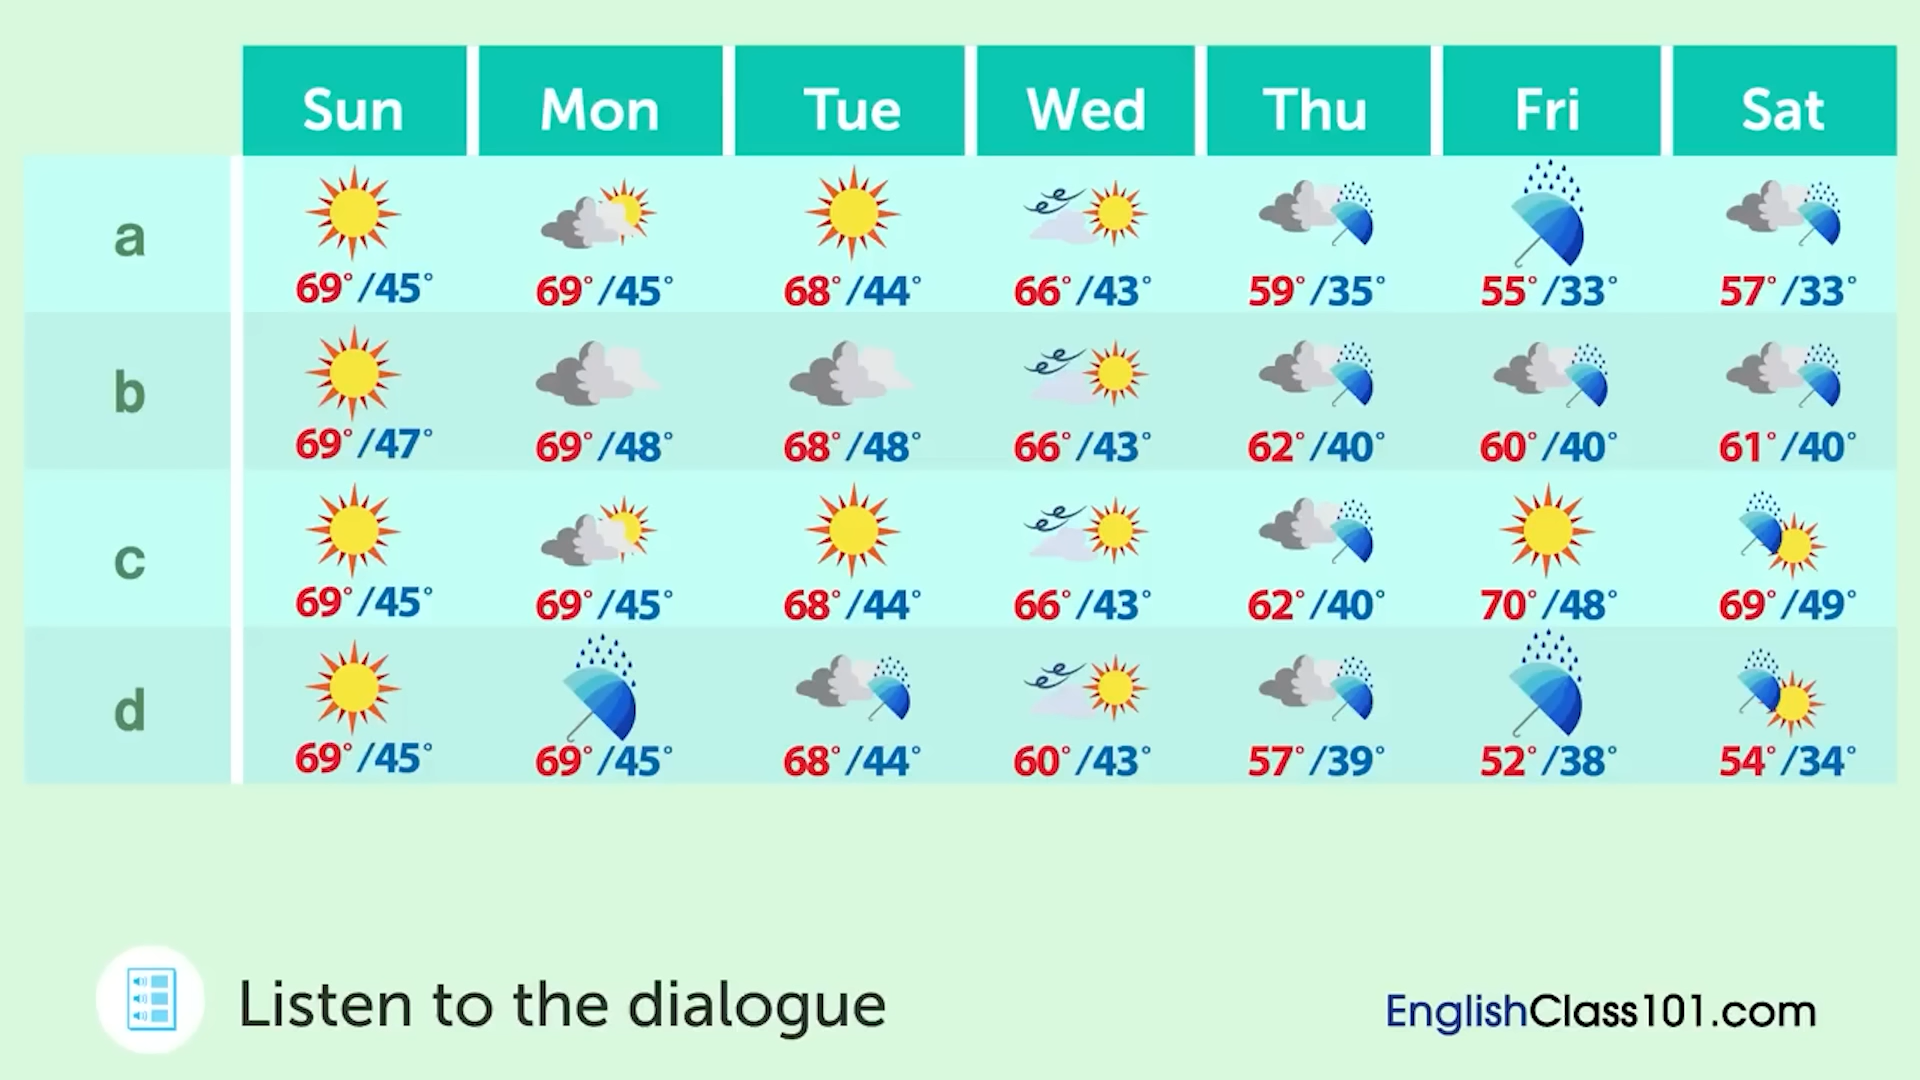 Sun Mon Tue Wed Thu Fri Sat
a 69°/45° 69°/45° 68°/44° 66°/43° 59°/35° 55°/33° 57°/33°
b 69°/47° 69°/48° 68°/48° 66°/43° 62°/40° 60°/40° 61°/40°
c 69°/45° 69°/45° 68°/44° 66°/43° 62°/40° 70°/48° 69°/49°
d 69°/45° 69°/45° 68°/44° 60°/43° 57°/39° 52°/38° 54°/34°
Listen to the dialogue
EnglishClass101.com